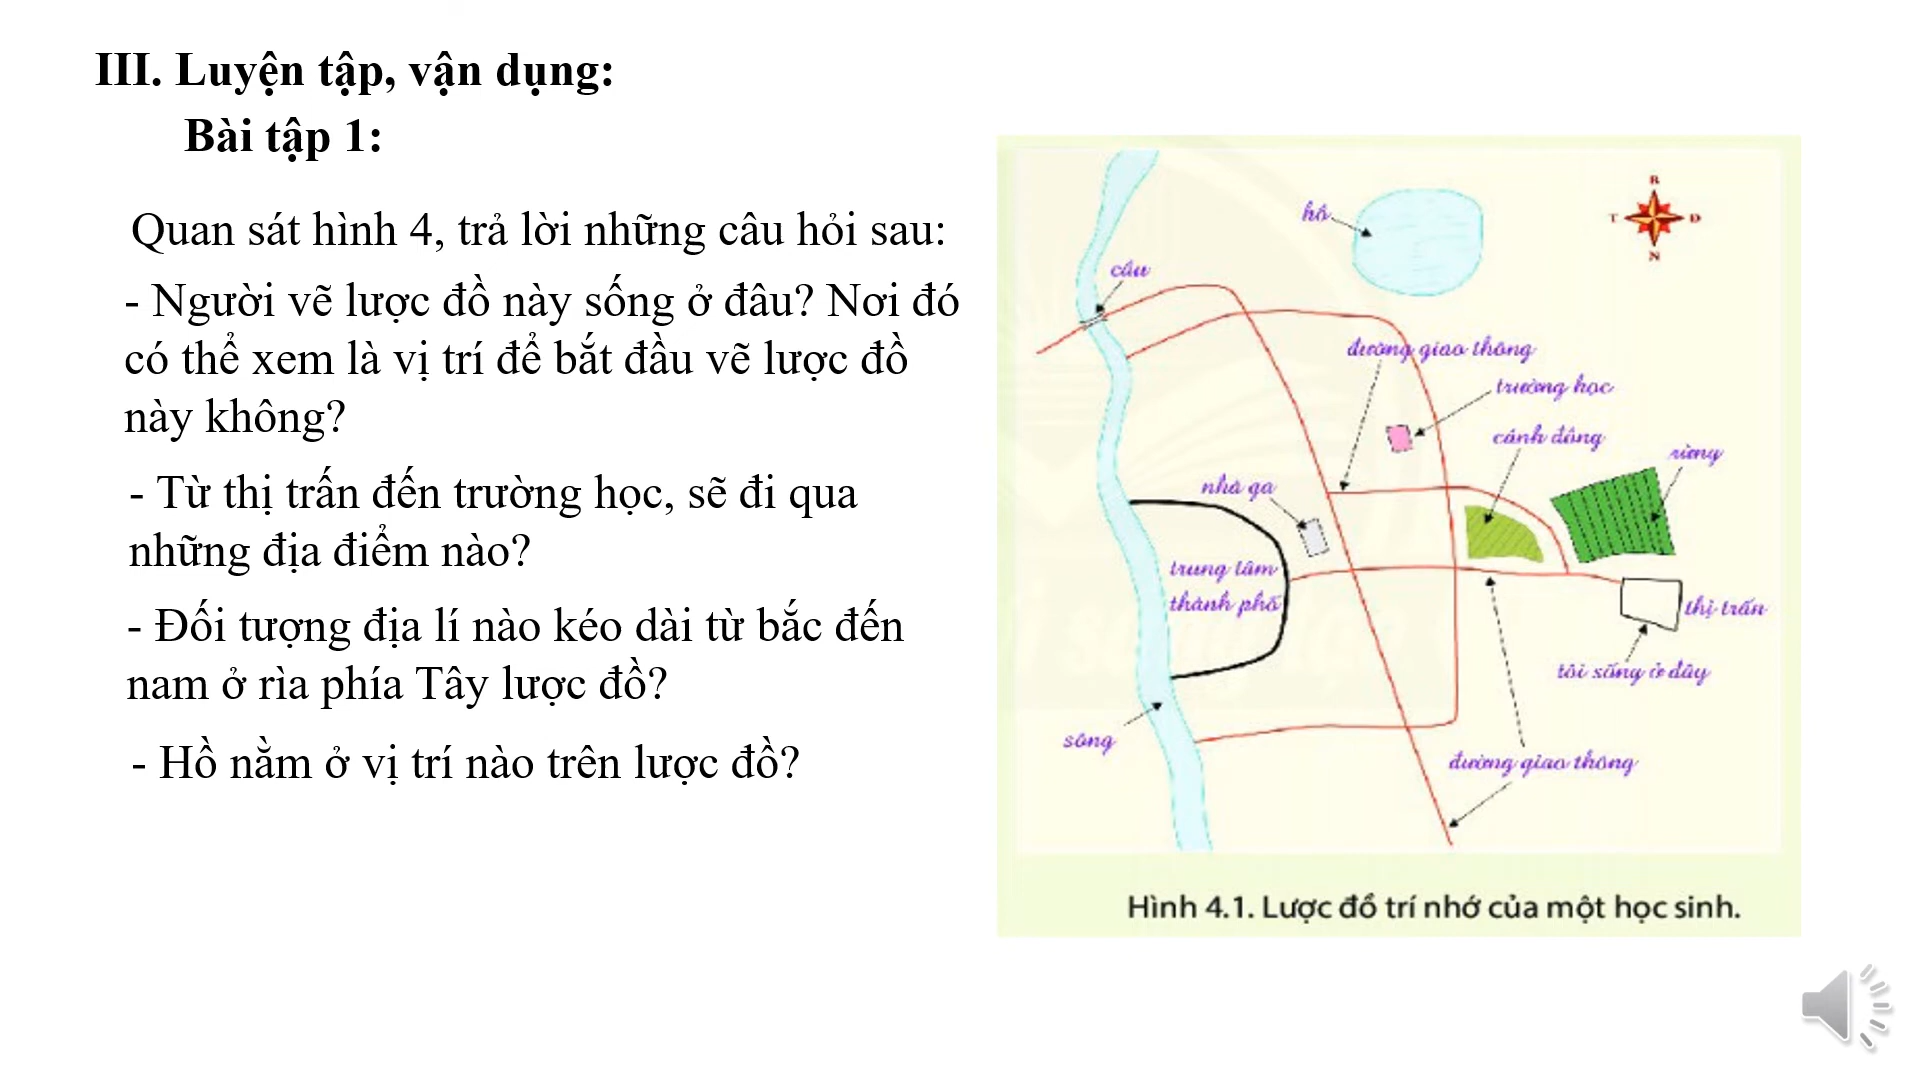 III. Luyện tập, vận dụng:
Bài tập 1:
Quan sát hình 4, trả lời những câu hỏi sau:
- Người vẽ lược đồ này sống ở đâu? Nơi đó
có thể xem là vị trí để bắt đầu vẽ lược đồ
này không?
- Từ thị trấn đến trường học, sẽ đi qua
những địa điểm nào?
- Đối tượng địa lí nào kéo dài từ bắc đến
nam ở rìa phía Tây lược đồ?
- Hồ nằm ở vị trí nào trên lược đồ?
B
T
Đ
N
hồ
cầu
đường giao thông
trường học
cánh đồng
rừng
nhà ga
trung tâm
thành phố
thị trấn
tôi sống ở đây
sông
đường giao thông
Hình 4.1. Lược đồ trí nhớ của một học sinh.